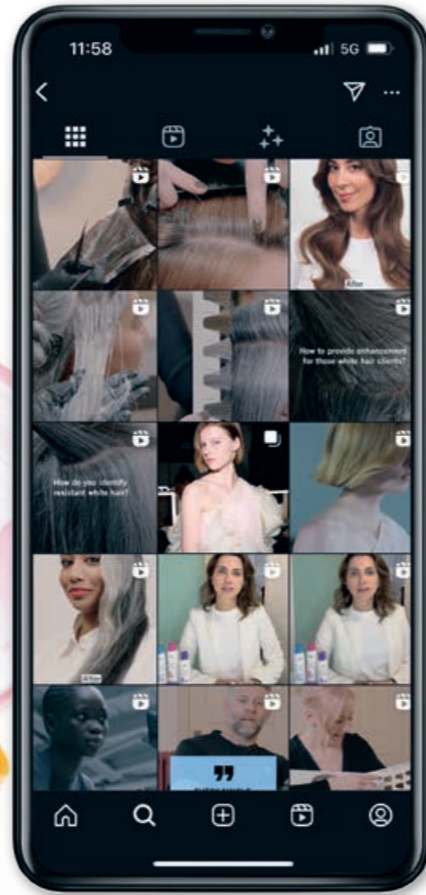 11:58
5G
After
How to provide enhancement
for those white hair clients?
How do you identify
resistant white hair?
After